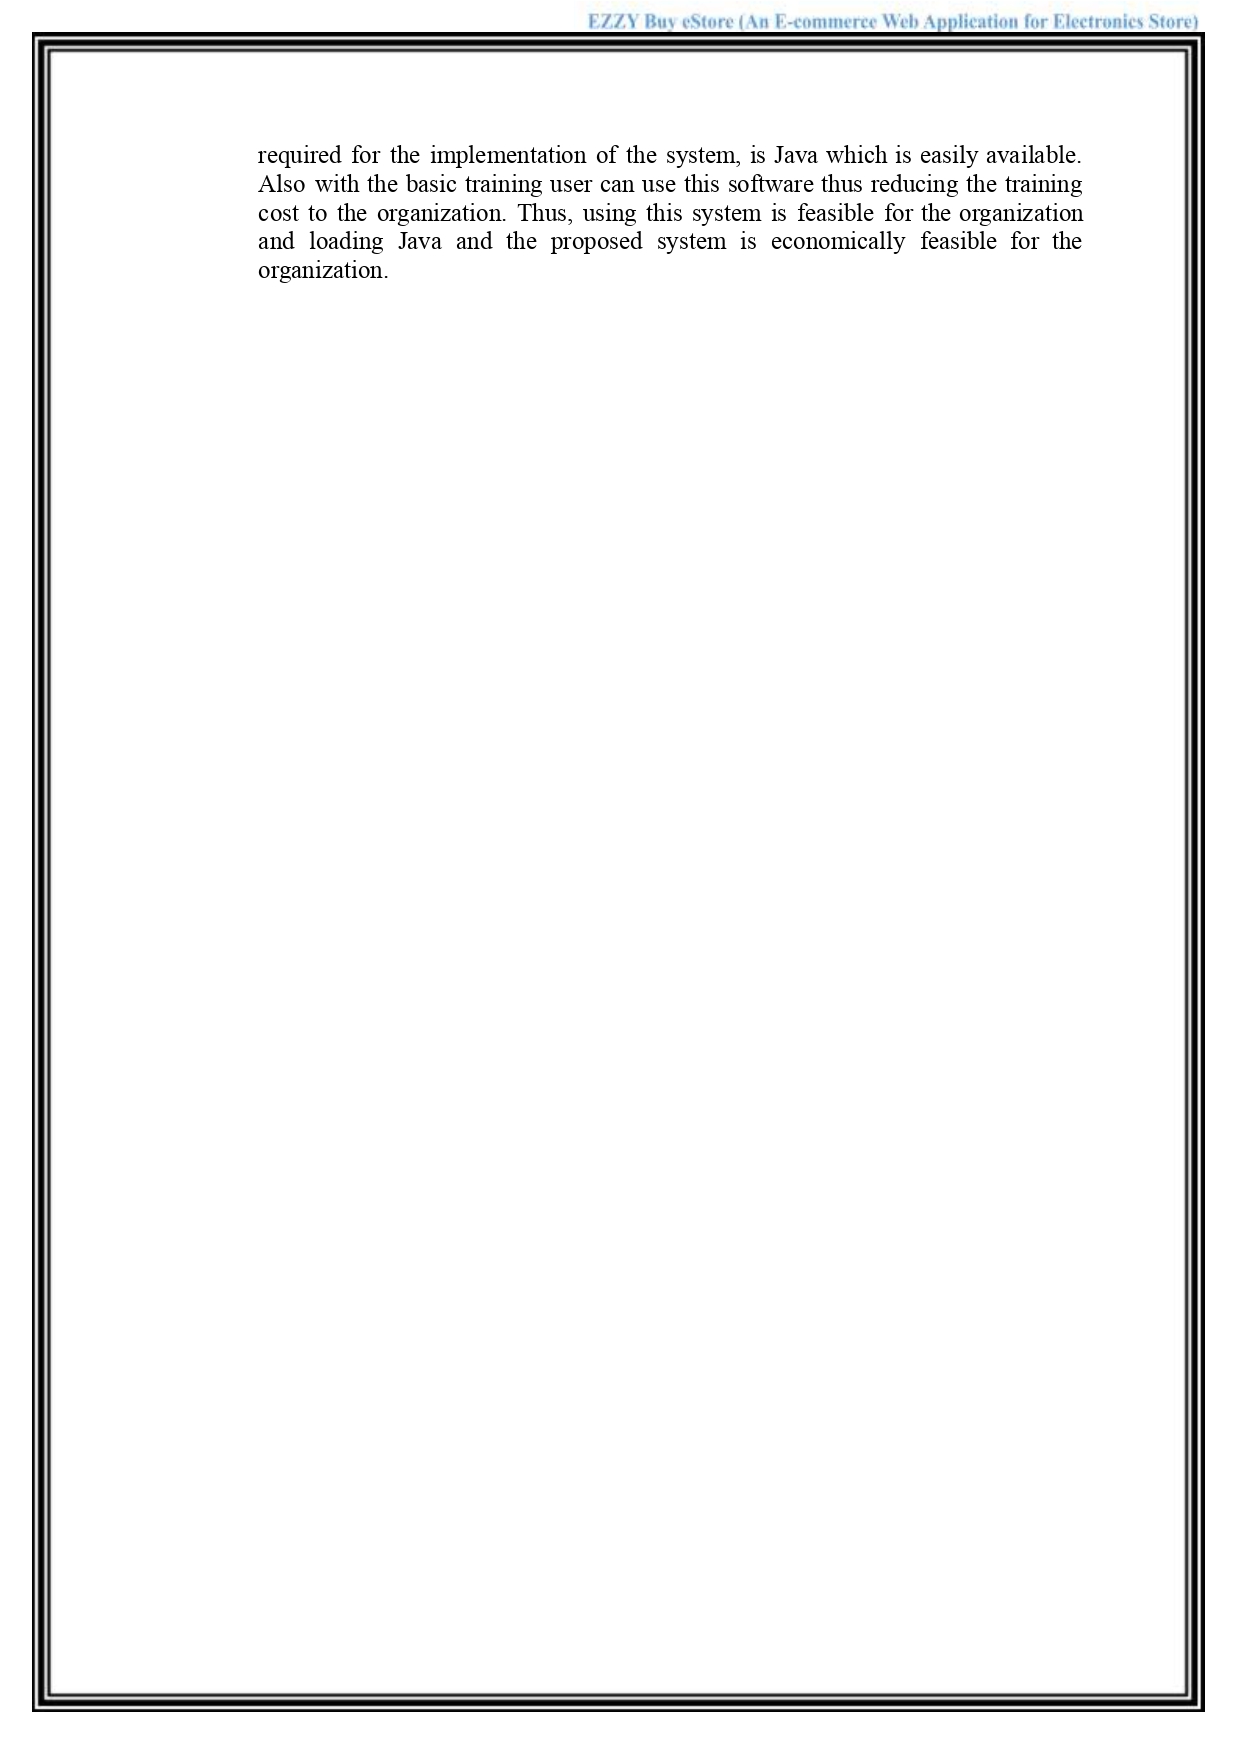 EZZY Buy eStore (An E-commerce Web Application for Electronics Store)
required for the implementation of the system, is Java which is easily available.
Also with the basic training user can use this software thus reducing the training
cost to the organization. Thus, using this system is feasible for the organization
and loading Java and the proposed system is economically feasible for the
organization.